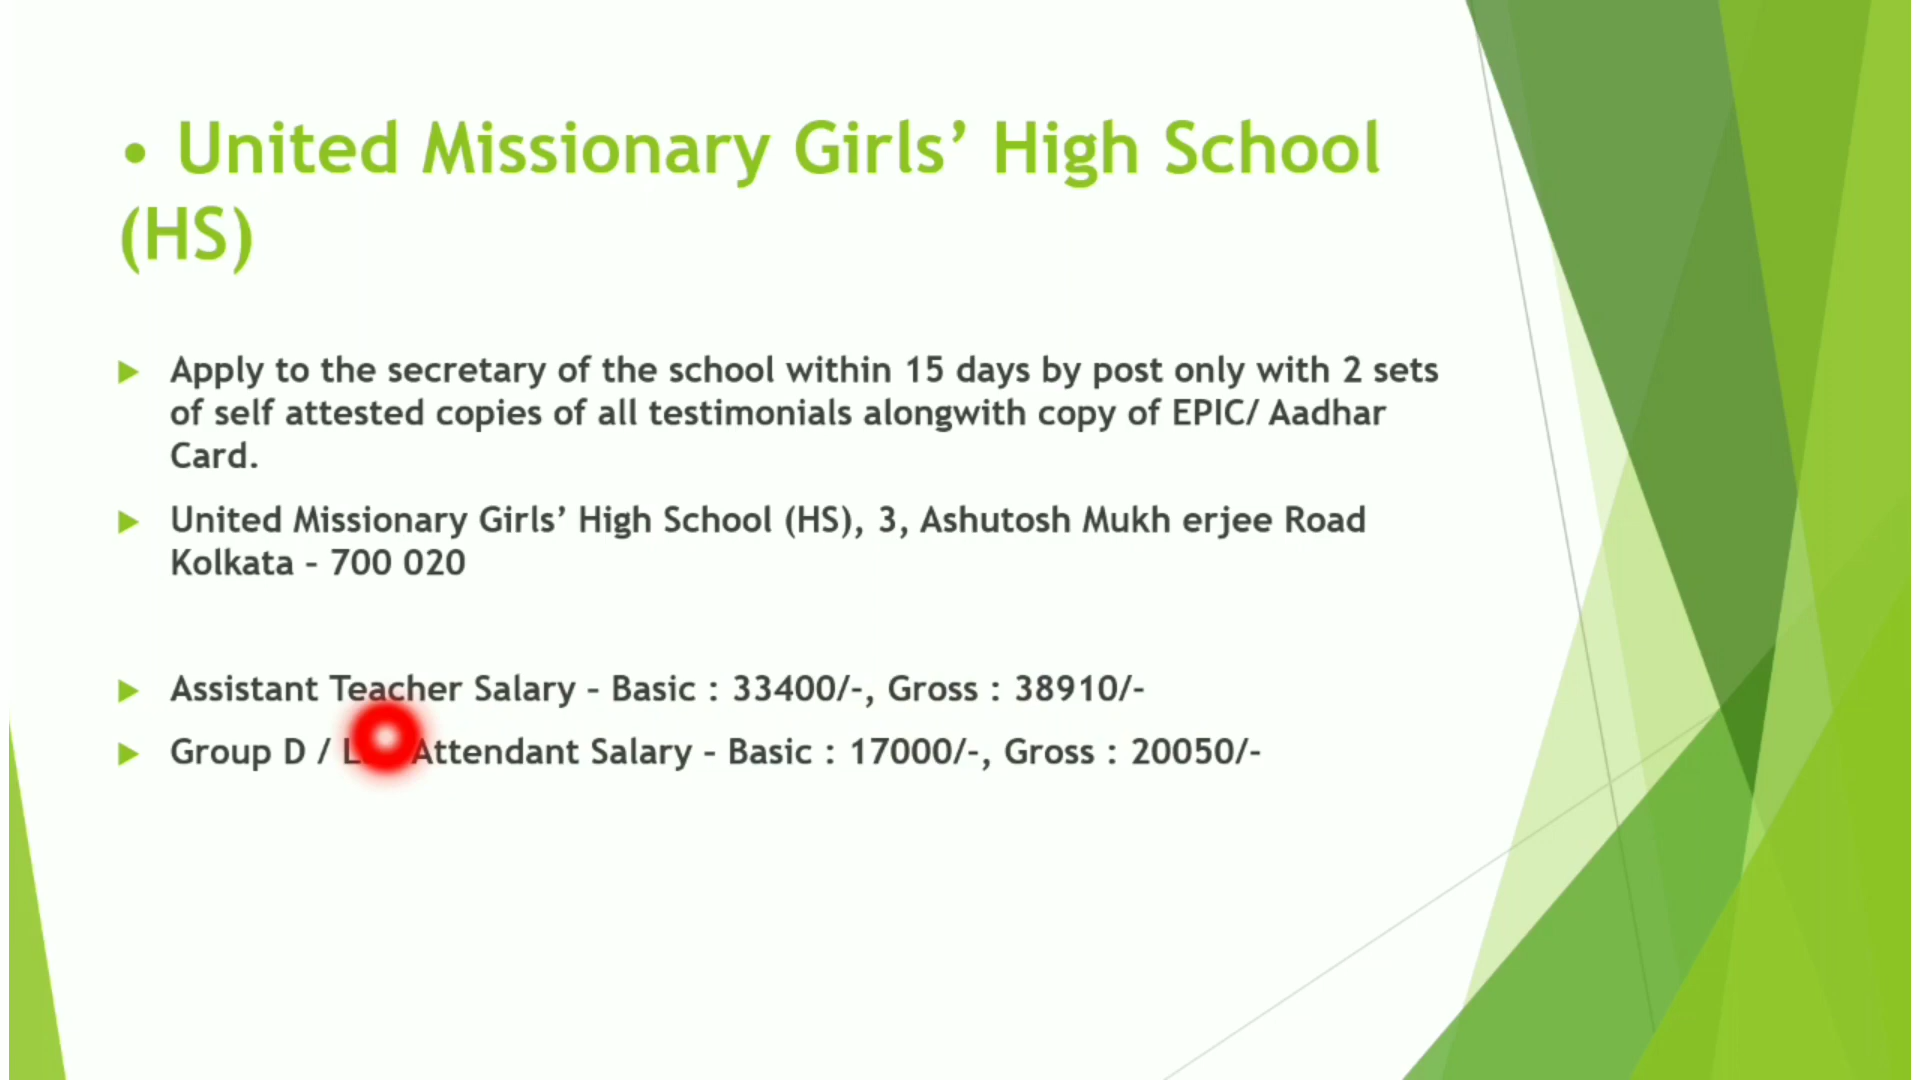 • United Missionary Girls’ High School
(HS)
Apply to the secretary of the school within 15 days by post only with 2 sets
of self attested copies of all testimonials alongwith copy of EPIC/ Aadhar
Card.
United Missionary Girls’ High School (HS), 3, Ashutosh Mukh erjee Road
Kolkata – 700 020
Assistant Teacher Salary – Basic : 33400/-, Gross : 38910/-
Group D / Attendant Salary – Basic : 17000/-, Gross : 20050/-